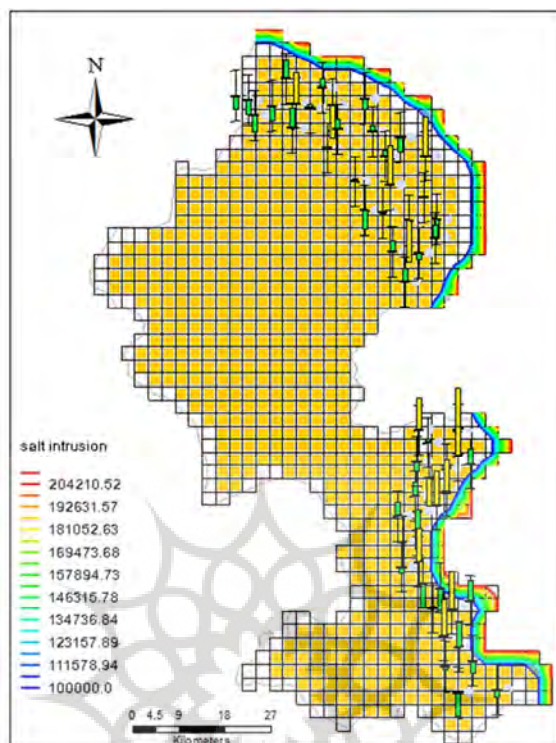 N
salt intrusion
204210.52
192631.57
181052.63
169473.68
157894.73
146315.78
134736.84
123157.89
111578.94
100000.0
0 4.5 9 18 27
Kilometers